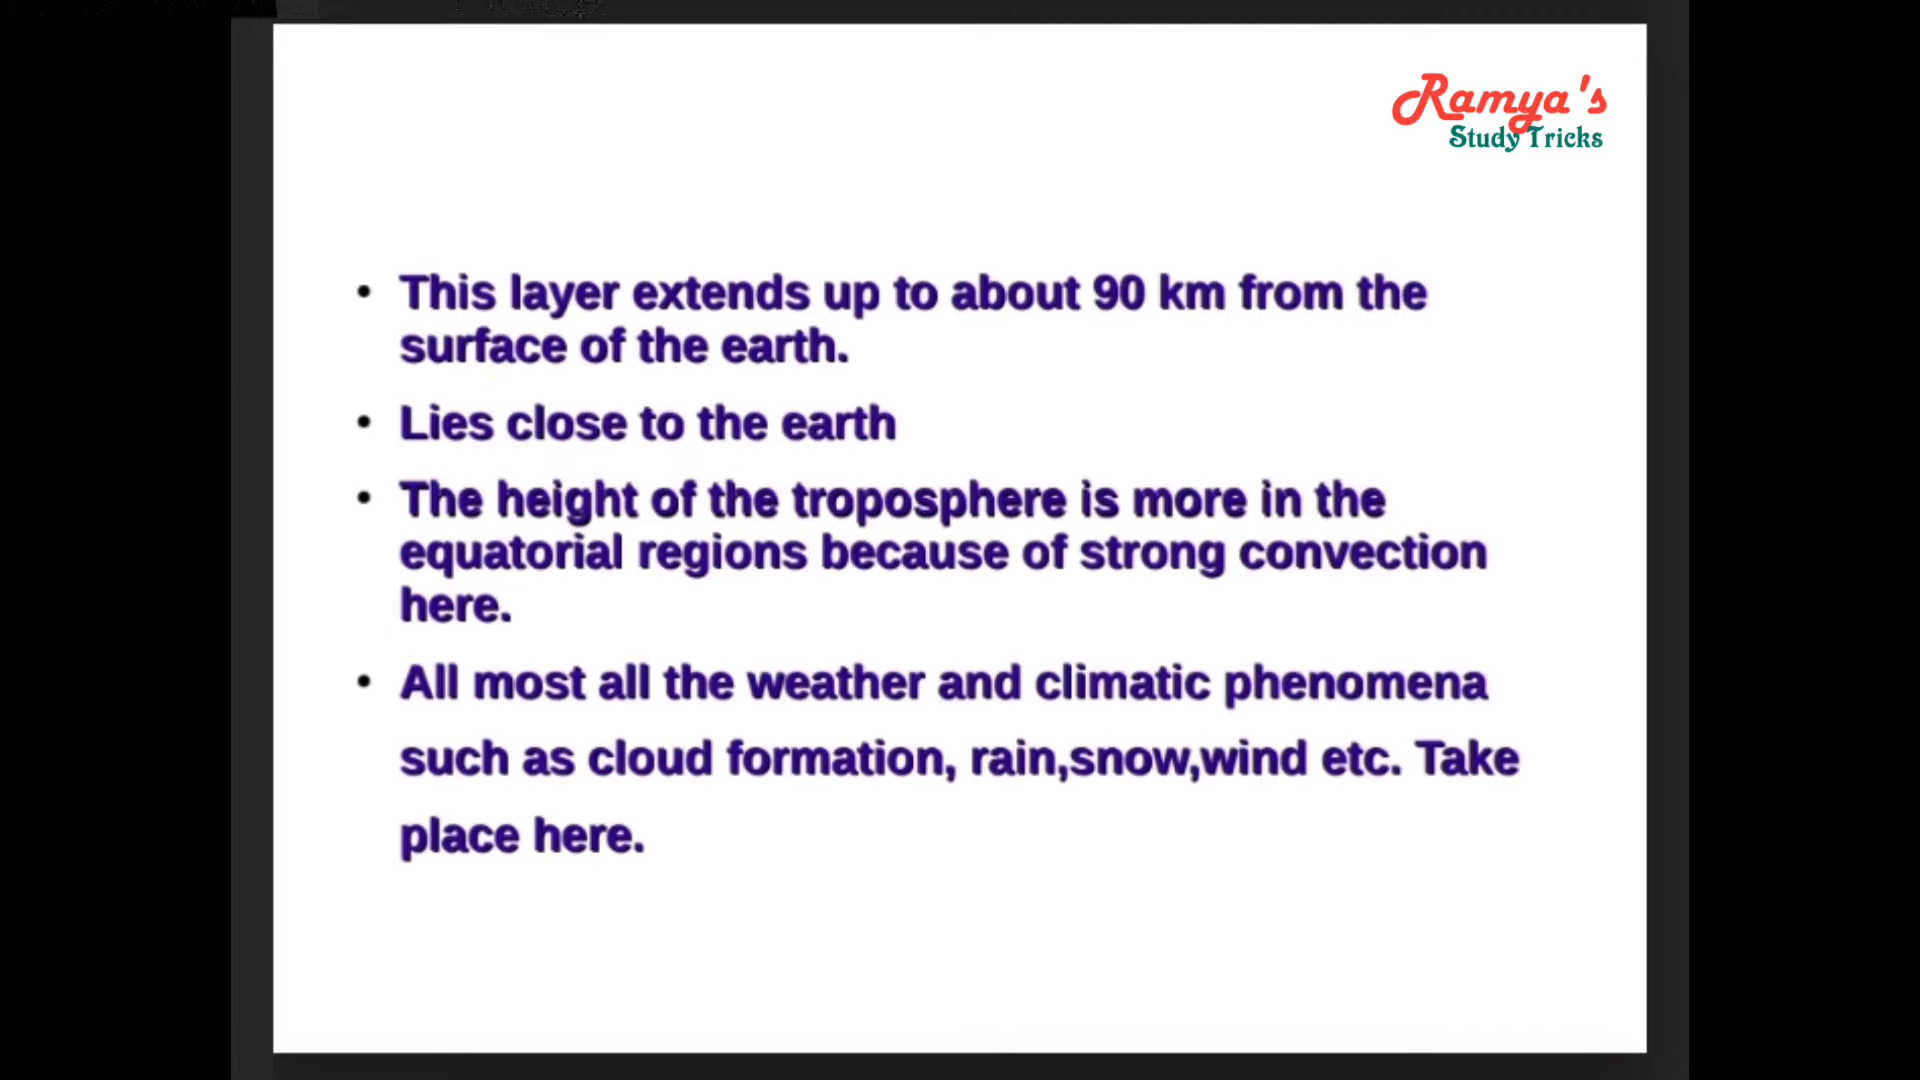 Ramya's
Study Tricks
• This layer extends up to about 90 km from the
surface of the earth.
• Lies close to the earth
• The height of the troposphere is more in the
equatorial regions because of strong convection
here.
• All most all the weather and climatic phenomena
such as cloud formation, rain,snow,wind etc. Take
place here.